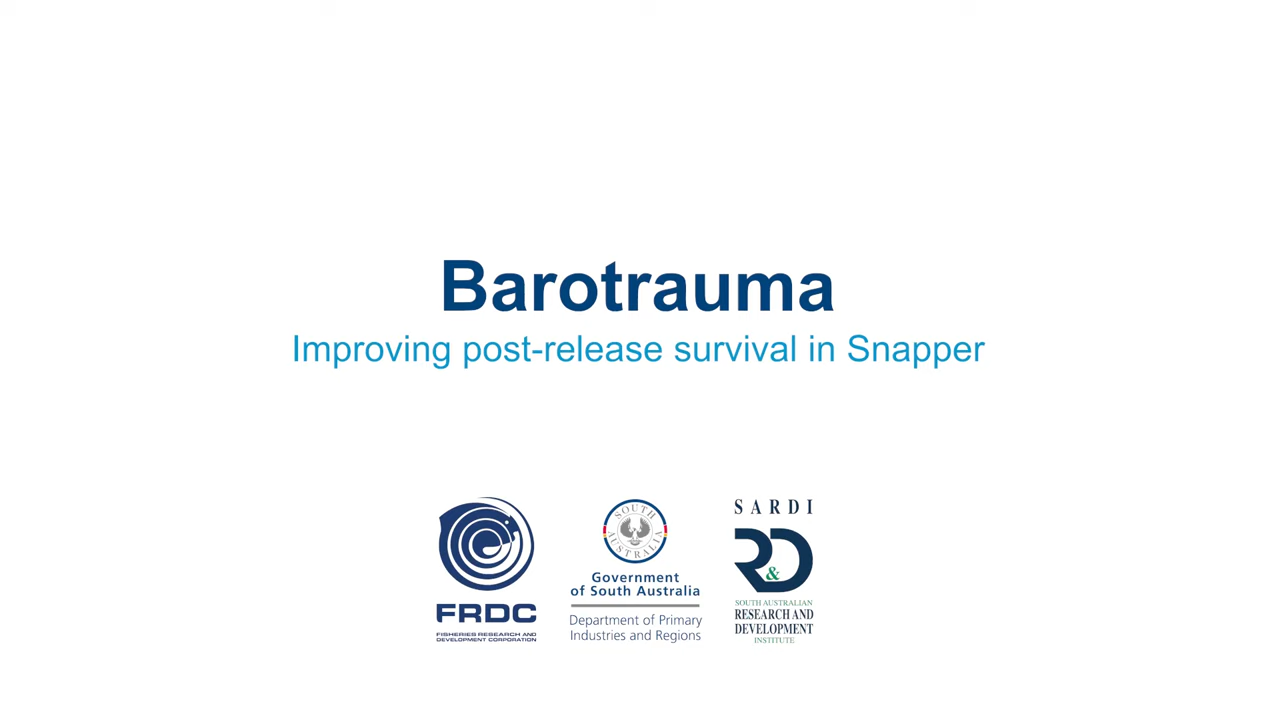 Barotrauma
Improving post-release survival in Snapper
FRDC
FISHERIES RESEARCH AND
DEVELOPMENT CORPORATION
SOUTH
AUSTRALIA
Government
of South Australia
Department of Primary
Industries and Regions
SARDI
R&D
SOUTH AUSTRALIAN
RESEARCH AND
DEVELOPMENT
INSTITUTE